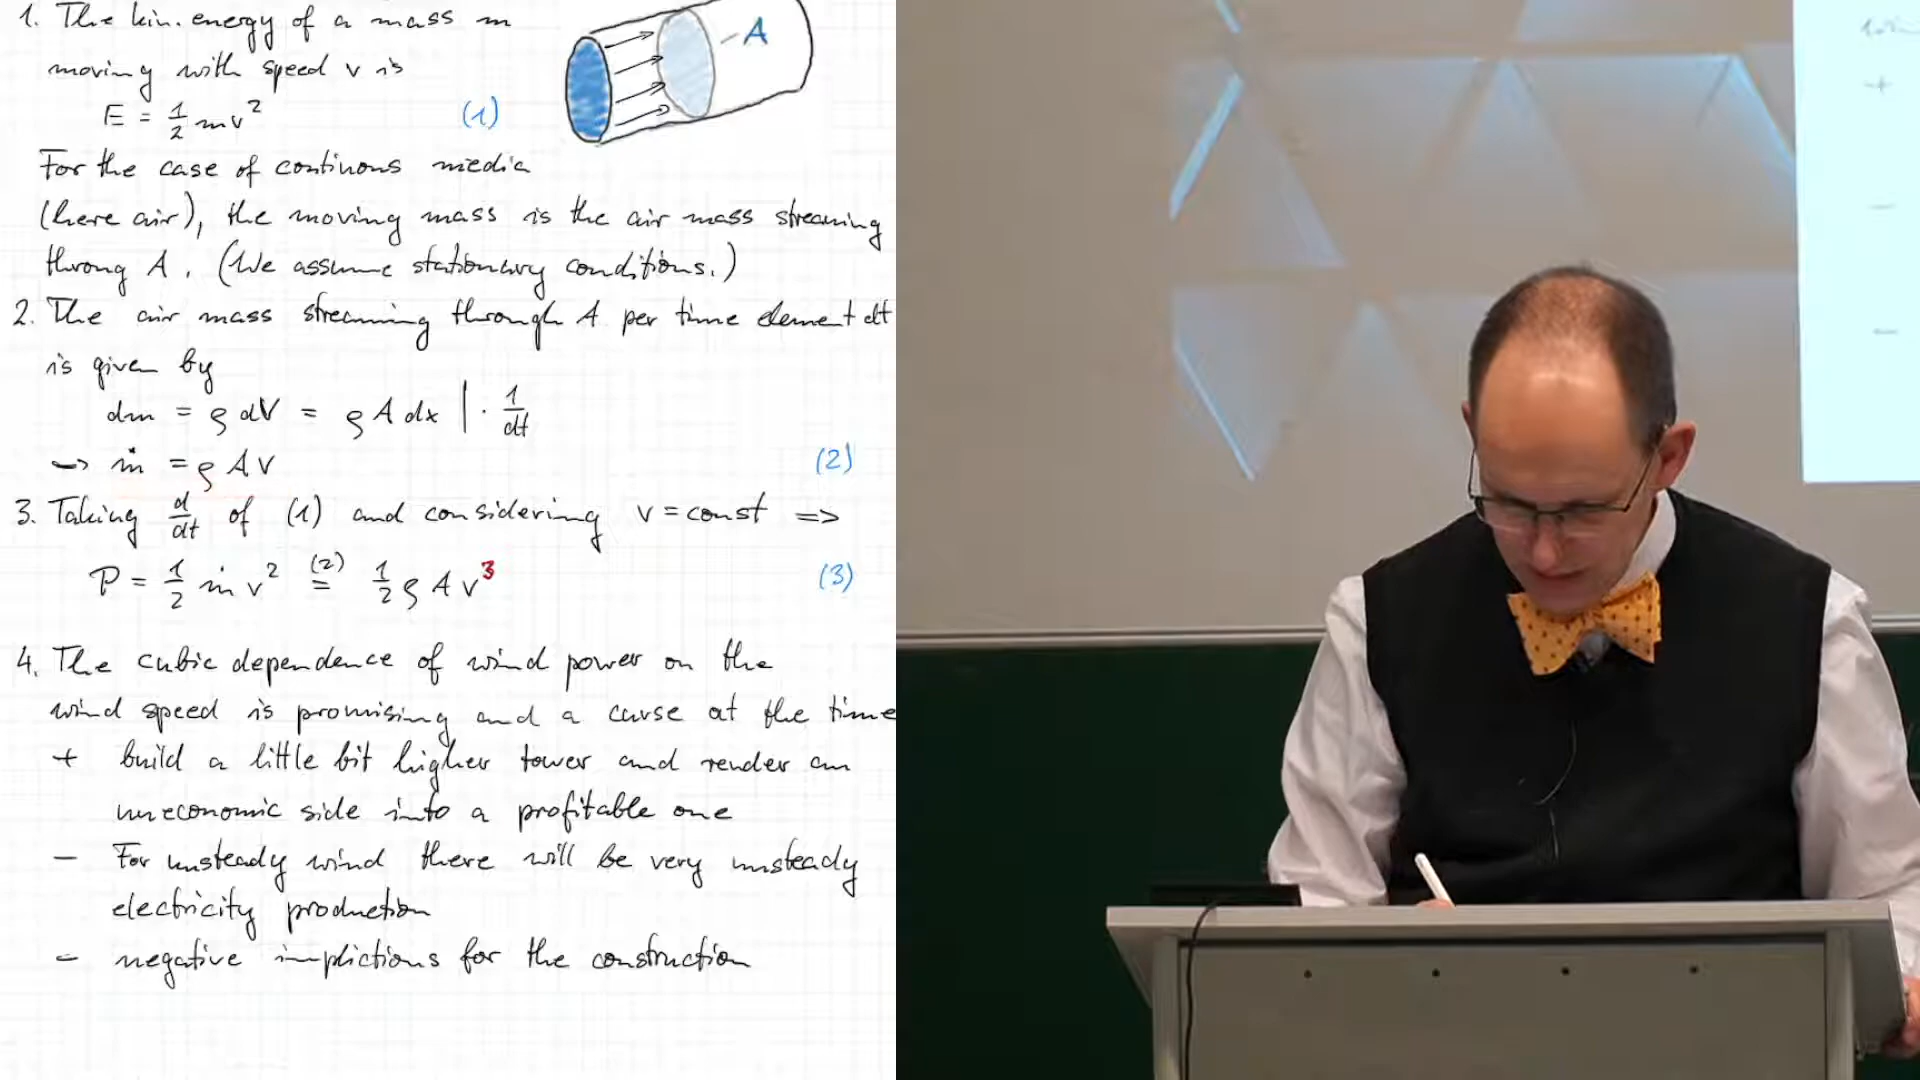 1. The kin. energy of a mass m
A
moving with speed v is
E = 1/2 mv² (1)
For the case of continous media
(here air), the moving mass is the air mass streaming
throug A. (We assume stationary conditions.)
2. The air mass streaming through A per time element dt
is given by
dm = ρ dV = ρ A dx | · 1/dt
→ ṁ = ρ A v (2)
3. Taking d/dt of (1) and considering v = const =>
P = 1/2 ṁ v² (2)= 1/2 ρ A v³ (3)
4. The cubic dependence of wind power on the
wind speed is promising and a curse at the time
+ build a little bit higher tower and render an
uneconomic side into a profitable one
- For unsteady wind there will be very unsteady
electricity production
- negative implictions for the construction